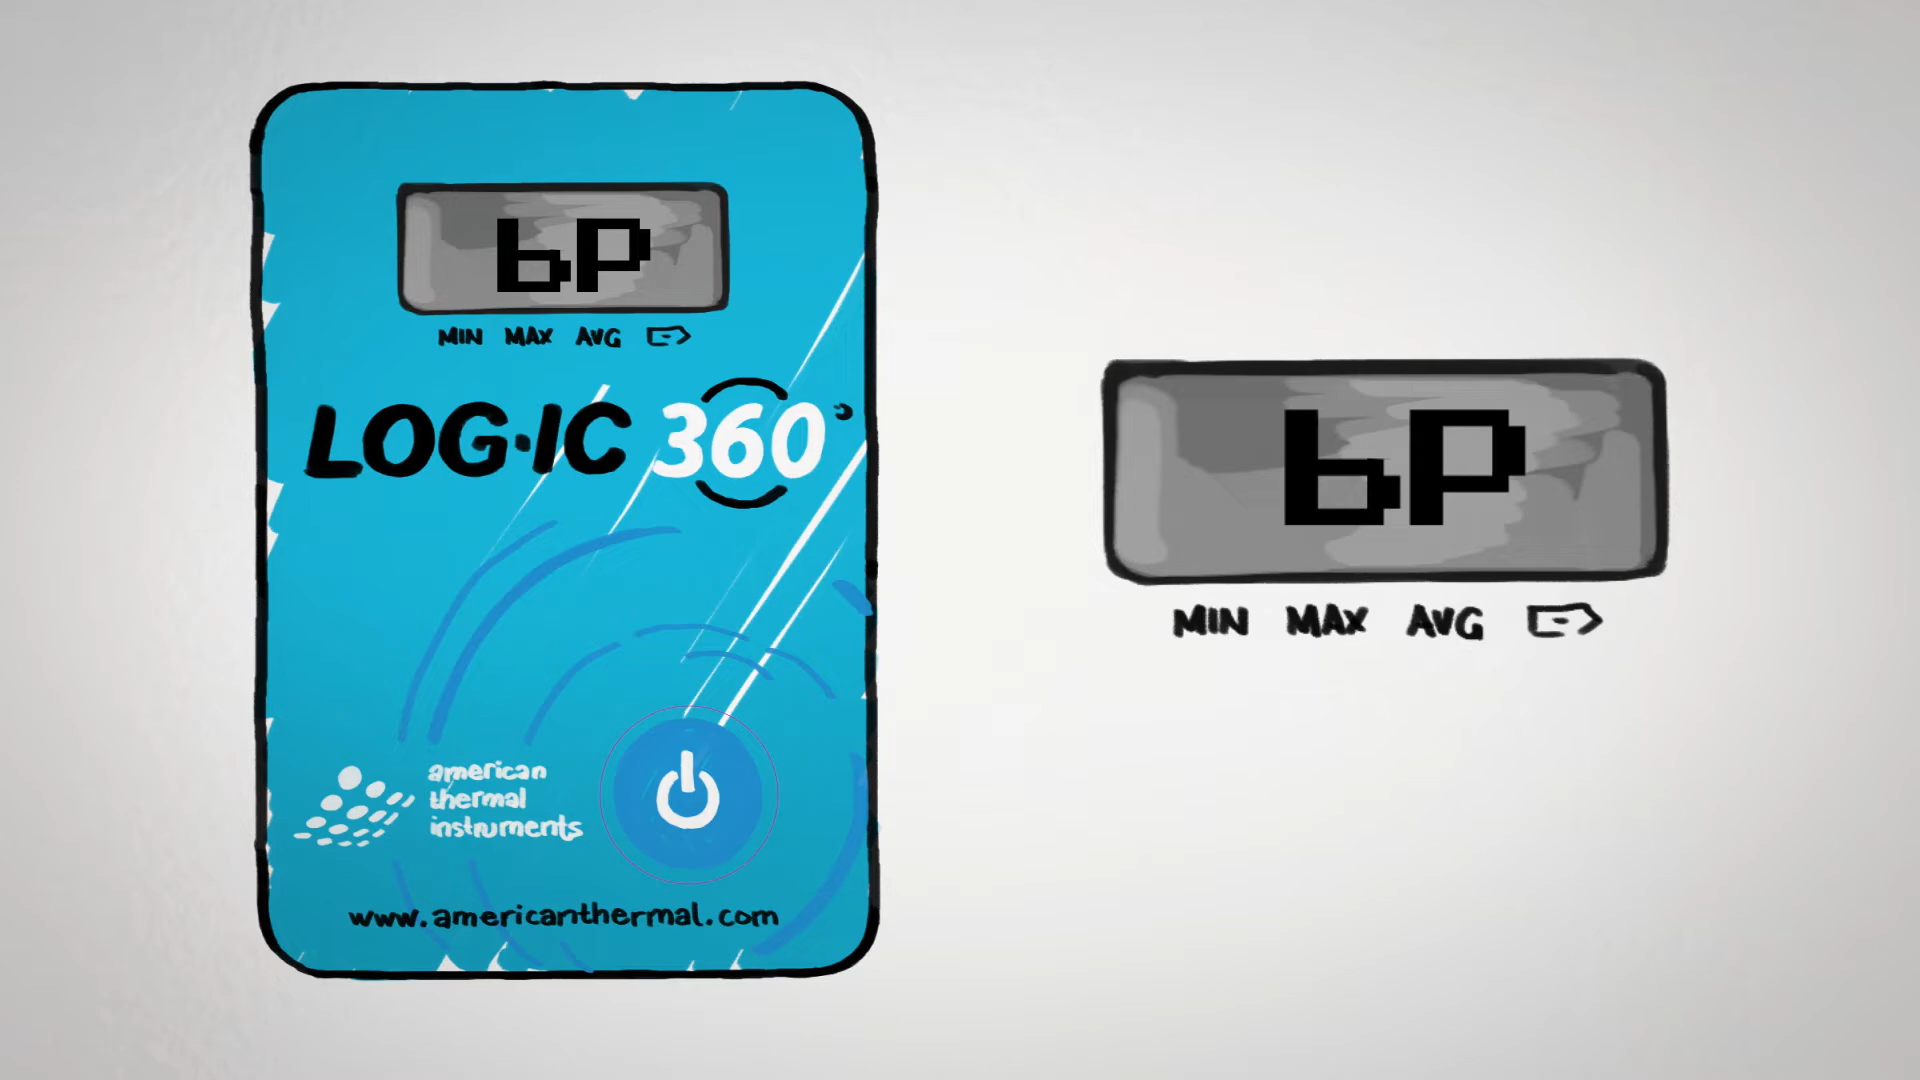 bP
MIN MAX AVG
LOG·IC 360°
american
thermal
instruments
www.americanthermal.com
bP
MIN MAX AVG